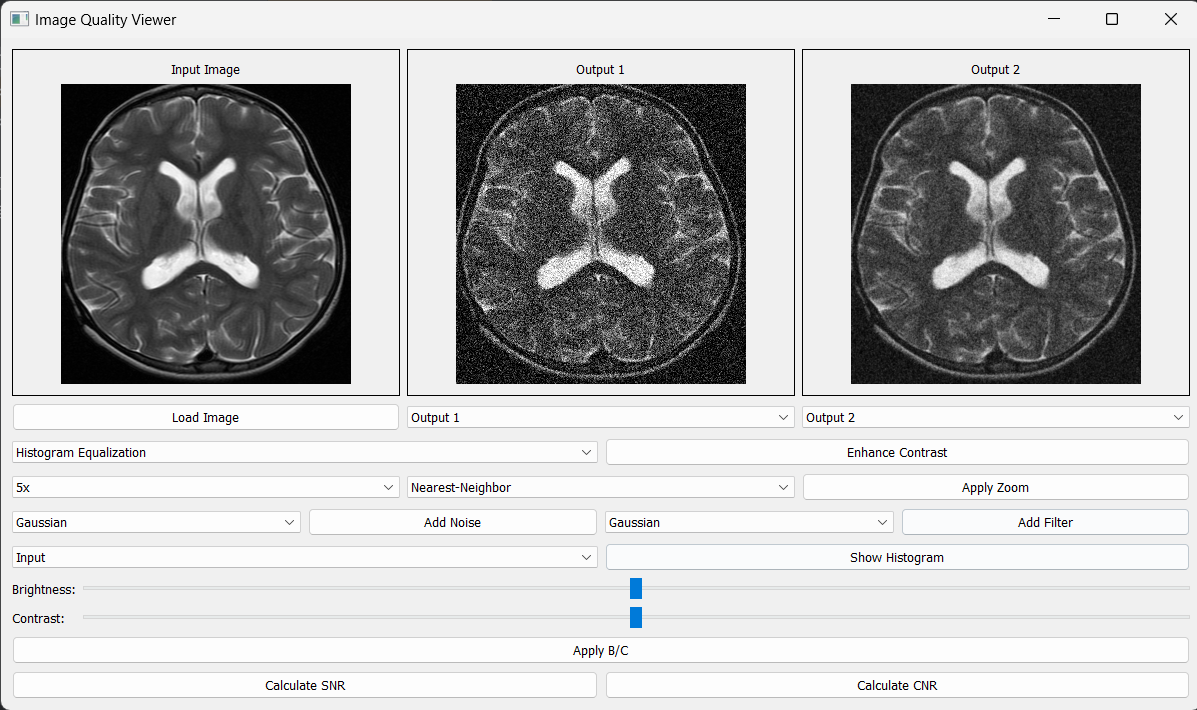 Image Quality Viewer
Input Image
Output 1
Output 2
Load Image
Output 1
Output 2
Histogram Equalization
Enhance Contrast
5x
Nearest-Neighbor
Apply Zoom
Gaussian
Add Noise
Gaussian
Add Filter
Input
Show Histogram
Brightness:
Contrast:
Apply B/C
Calculate SNR
Calculate CNR